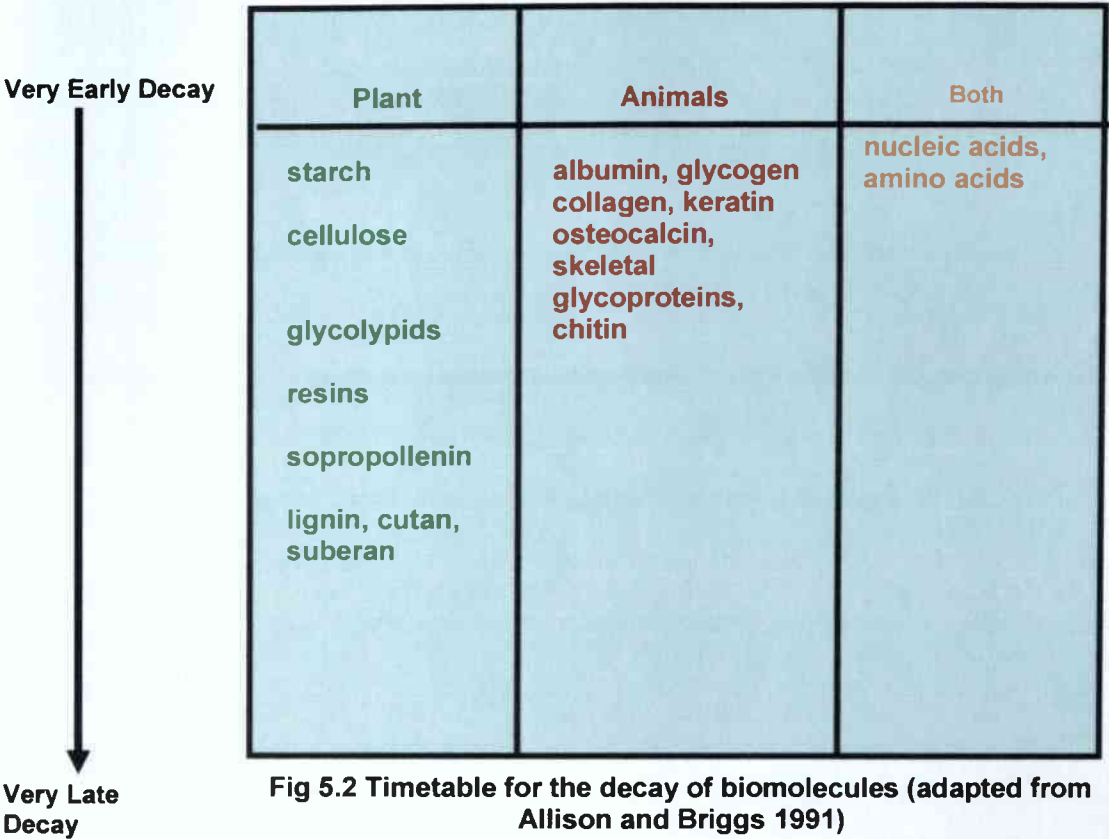 Very Early Decay
Plant
Animals
Both
starch
cellulose
glycolypids
resins
sopropollenin
lignin, cutan,
suberan
albumin, glycogen
collagen, keratin
osteocalcin,
skeletal
glycoproteins,
chitin
nucleic acids,
amino acids
Very Late
Decay
Fig 5.2 Timetable for the decay of biomolecules (adapted from
Allison and Briggs 1991)